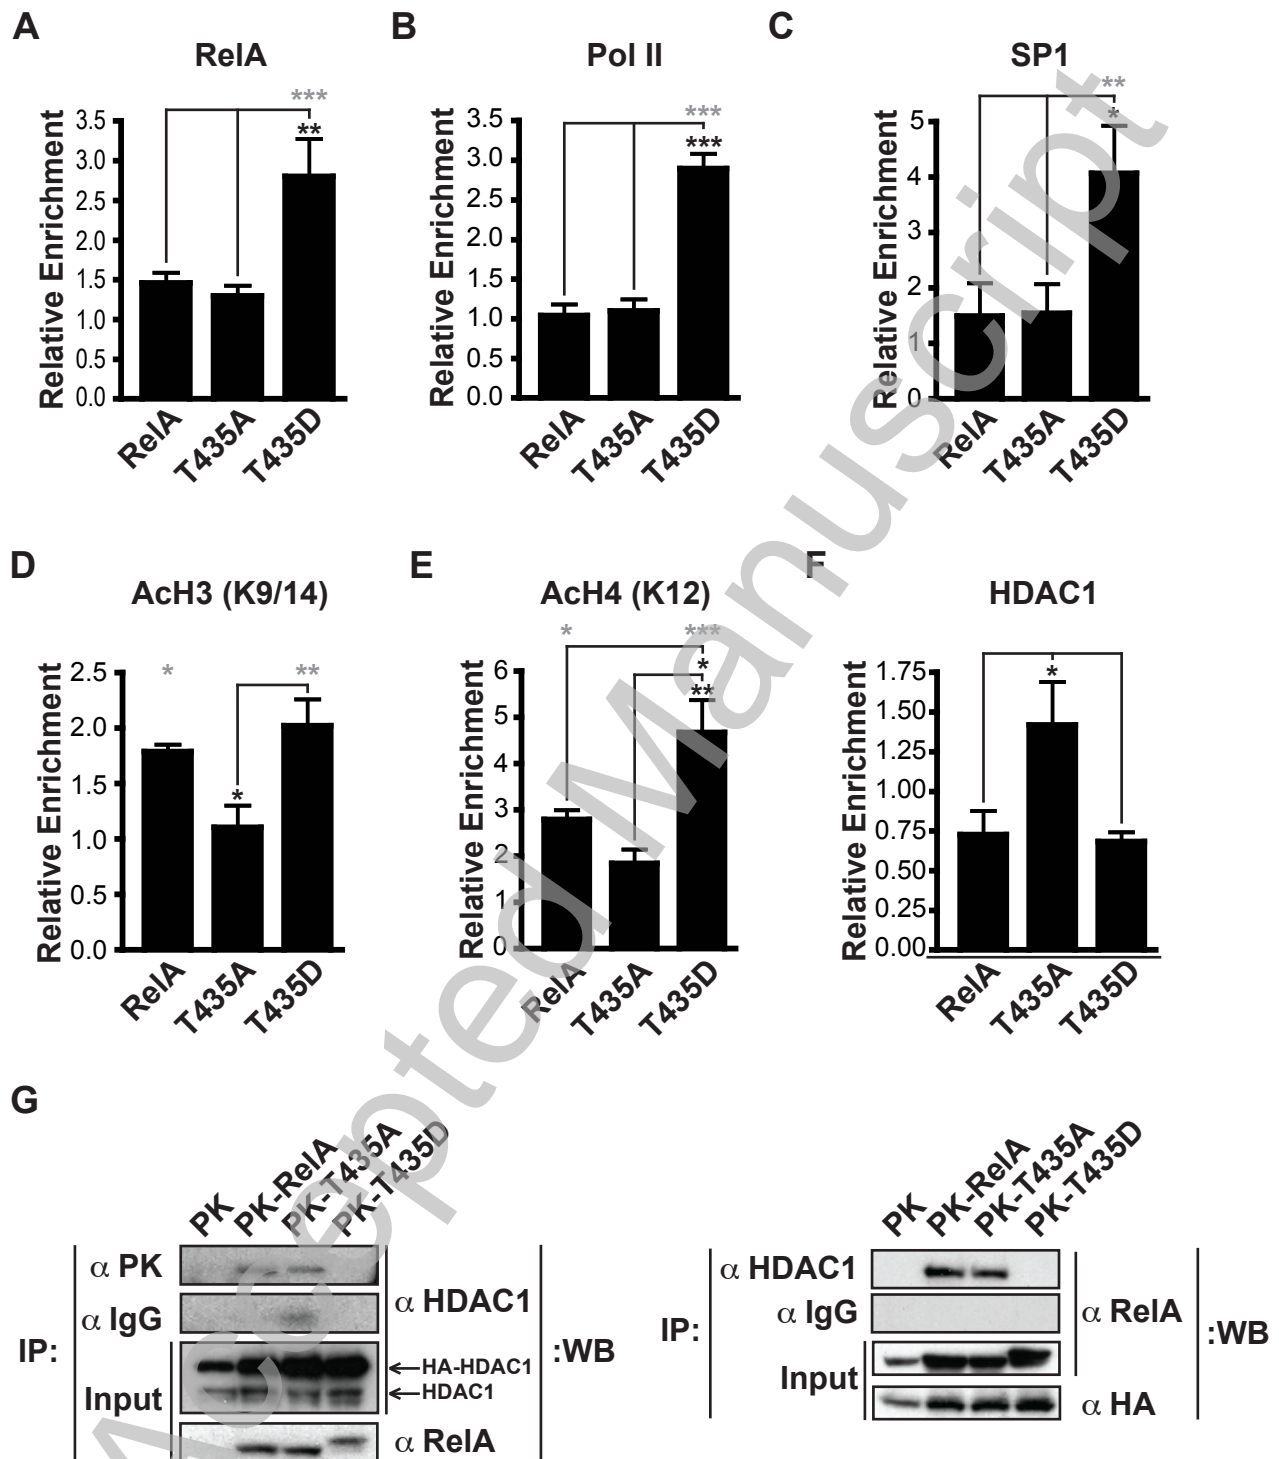 A
RelA
***
**
Relative Enrichment
3.5
3.0
2.5
2.0
1.5
1.0
0.5
0.0
RelA
T435A
T435D
B
Pol II
***
***
Relative Enrichment
3.5
3.0
2.5
2.0
1.5
1.0
0.5
0.0
RelA
T435A
T435D
C
SP1
**
*
Relative Enrichment
5
4
3
2
1
0
RelA
T435A
T435D
D
AcH3 (K9/14)
*
**
*
Relative Enrichment
2.5
2.0
1.5
1.0
0.5
0.0
RelA
T435A
T435D
E
AcH4 (K12)
*
***
*
**
Relative Enrichment
6
5
4
3
2
1
0
RelA
T435A
T435D
F
HDAC1
*
Relative Enrichment
1.75
1.50
1.25
1.00
0.75
0.50
0.25
0.00
RelA
T435A
T435D
G
PK
PK-RelA
PK-T435A
PK-T435D
IP:
α PK
α IgG
Input
α HDAC1
HA-HDAC1
HDAC1
α RelA
:WB
PK
PK-RelA
PK-T435A
PK-T435D
IP:
α HDAC1
α IgG
Input
α RelA
α HA
:WB
Accepted Manuscript